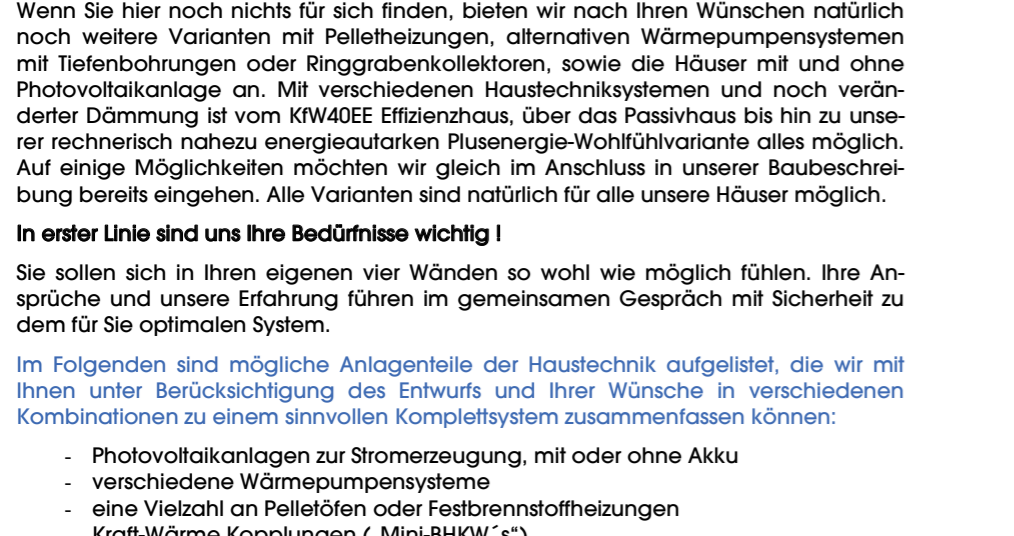 Wenn Sie hier noch nichts für sich finden, bieten wir nach Ihren Wünschen natürlich
noch weitere Varianten mit Pelletheizungen, alternativen Wärmepumpensystemen
mit Tiefenbohrungen oder Ringgrabenkollektoren, sowie die Häuser mit und ohne
Photovoltaikanlage an. Mit verschiedenen Haustechniksystemen und noch verän-
derter Dämmung ist vom KfW40EE Effizienzhaus, über das Passivhaus bis hin zu unse-
rer rechnerisch nahezu energieautarken Plusenergie-Wohlfühlvariante alles möglich.
Auf einige Möglichkeiten möchten wir gleich im Anschluss in unserer Baubeschrei-
bung bereits eingehen. Alle Varianten sind natürlich für alle unsere Häuser möglich.
In erster Linie sind uns Ihre Bedürfnisse wichtig !
Sie sollen sich in Ihren eigenen vier Wänden so wohl wie möglich fühlen. Ihre An-
sprüche und unsere Erfahrung führen im gemeinsamen Gespräch mit Sicherheit zu
dem für Sie optimalen System.
Im Folgenden sind mögliche Anlagenteile der Haustechnik aufgelistet, die wir mit
Ihnen unter Berücksichtigung des Entwurfs und Ihrer Wünsche in verschiedenen
Kombinationen zu einem sinnvollen Komplettsystem zusammenfassen können:
- Photovoltaikanlagen zur Stromerzeugung, mit oder ohne Akku
- verschiedene Wärmepumpensysteme
- eine Vielzahl an Pelletöfen oder Festbrennstoffheizungen
Kraft-Wärme Kopplungen („Mini-BHKW´s“)